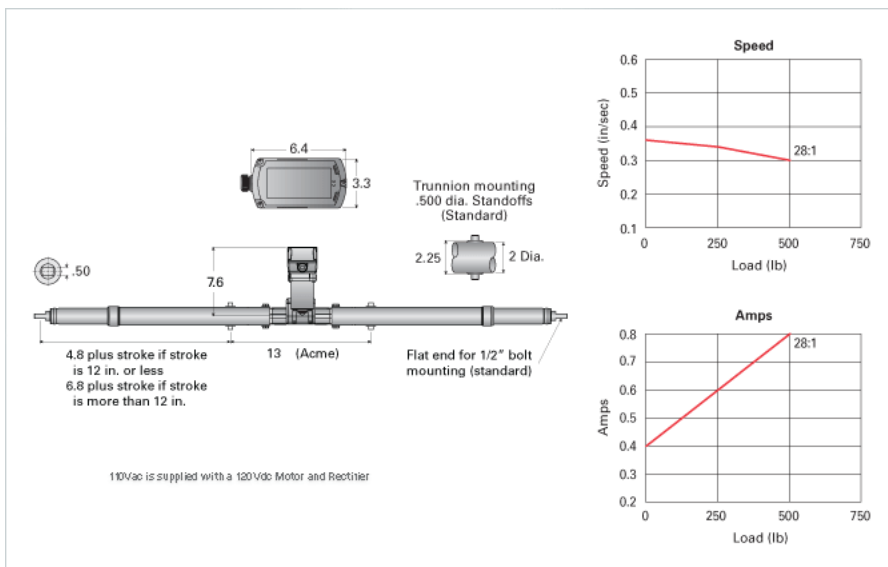 6.4
3.3
Trunnion mounting
.500 dia. Standoffs
(Standard)
2.25
2 Dia.
7.6
.50
4.8 plus stroke if stroke
is 12 in. or less
6.8 plus stroke if stroke
is more than 12 in.
13 (Acme)
Flat end for 1/2" bolt
mounting (standard)
110Vac is supplied with a 120Vdc Motor and Rectifier
Speed
Speed (in/sec)
0.6
0.5
0.4
0.3
0.2
0.1
28:1
0 250 500 750
Load (lb)
Amps
Amps
0.8
0.7
0.6
0.5
0.4
0.3
0.2
28:1
0 250 500 750
Load (lb)